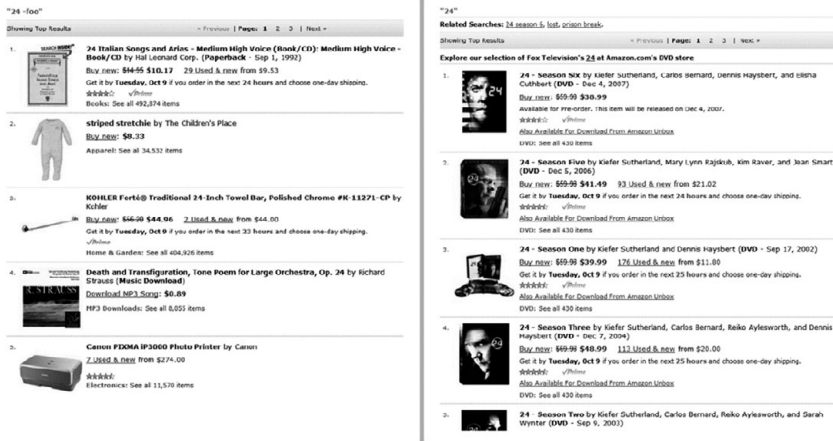 "24 -foo"
Showing Top Results
« Previous | Page: 1 2 3 | Next »
1.
24 Italian Songs and Arias - Medium High Voice (Book/CD): Medium High Voice -
Book/CD by Hal Leonard Corp. (Paperback - Sep 1, 1992)
Buy new: $14.95 $10.17 29 Used & new from $9.53
Get it by Tuesday, Oct 9 if you order in the next 24 hours and choose one-day shipping.
Prime
Books: See all 492,874 items
2.
striped stretchie by The Children's Place
Buy new: $8.33
Apparel: See all 34,532 items
3.
KOHLER Forté® Traditional 24-Inch Towel Bar, Polished Chrome #K-11271-CP by
Kohler
Buy new: $44.96 2 Used & new from $44.00
Get it by Tuesday, Oct 9 if you order in the next 23 hours and choose one-day shipping.
Prime
Home & Garden: See all 404,926 items
4.
Death and Transfiguration, Tone Poem for Large Orchestra, Op. 24 by Richard
Strauss (Music Download)
Download MP3 Song: $0.89
MP3 Downloads: See all 8,055 items
R. STRAUSS
5.
Canon PIXMA iP3000 Photo Printer by Canon
7 Used & new from $274.00
Electronics: See all 11,570 items
"24"
Related Searches: 24 season 6, lost, prison break.
Showing Top Results
« Previous | Page: 1 2 3 | Next »
Explore our selection of Fox Television's 24 at Amazon.com's DVD store
1.
24 - Season Six by Kiefer Sutherland, Carlos Bernard, Dennis Haysbert, and Elisha
Cuthbert (DVD - Dec 4, 2007)
Buy new: $59.98 $38.99
Available for Pre-order. This item will be released on Dec 4, 2007.
Prime
Also Available For Download From Amazon Unbox
DVD: See all 430 items
24
2.
24 - Season Five by Kiefer Sutherland, Mary Lynn Rajskub, Kim Raver, and Jean Smart
(DVD - Dec 5, 2006)
Buy new: $59.98 $41.49 93 Used & new from $21.02
Get it by Tuesday, Oct 9 if you order in the next 25 hours and choose one-day shipping.
Prime
Also Available For Download From Amazon Unbox
DVD: See all 430 items
3.
24 - Season One by Kiefer Sutherland and Dennis Haysbert (DVD - Sep 17, 2002)
Buy new: $59.98 $39.99 176 Used & new from $11.80
Get it by Tuesday, Oct 9 if you order in the next 25 hours and choose one-day shipping.
Prime
Also Available For Download From Amazon Unbox
DVD: See all 430 items
4.
24 - Season Three by Kiefer Sutherland, Carlos Bernard, Reiko Aylesworth, and Dennis
Haysbert (DVD - Dec 7, 2004)
Buy new: $69.98 $48.99 113 Used & new from $20.00
Get it by Tuesday, Oct 9 if you order in the next 25 hours and choose one-day shipping.
Prime
Also Available For Download From Amazon Unbox
DVD: See all 430 items
5.
24 - Season Two by Kiefer Sutherland, Carlos Bernard, Reiko Aylesworth, and Sarah
Wynter (DVD - Sep 9, 2003)